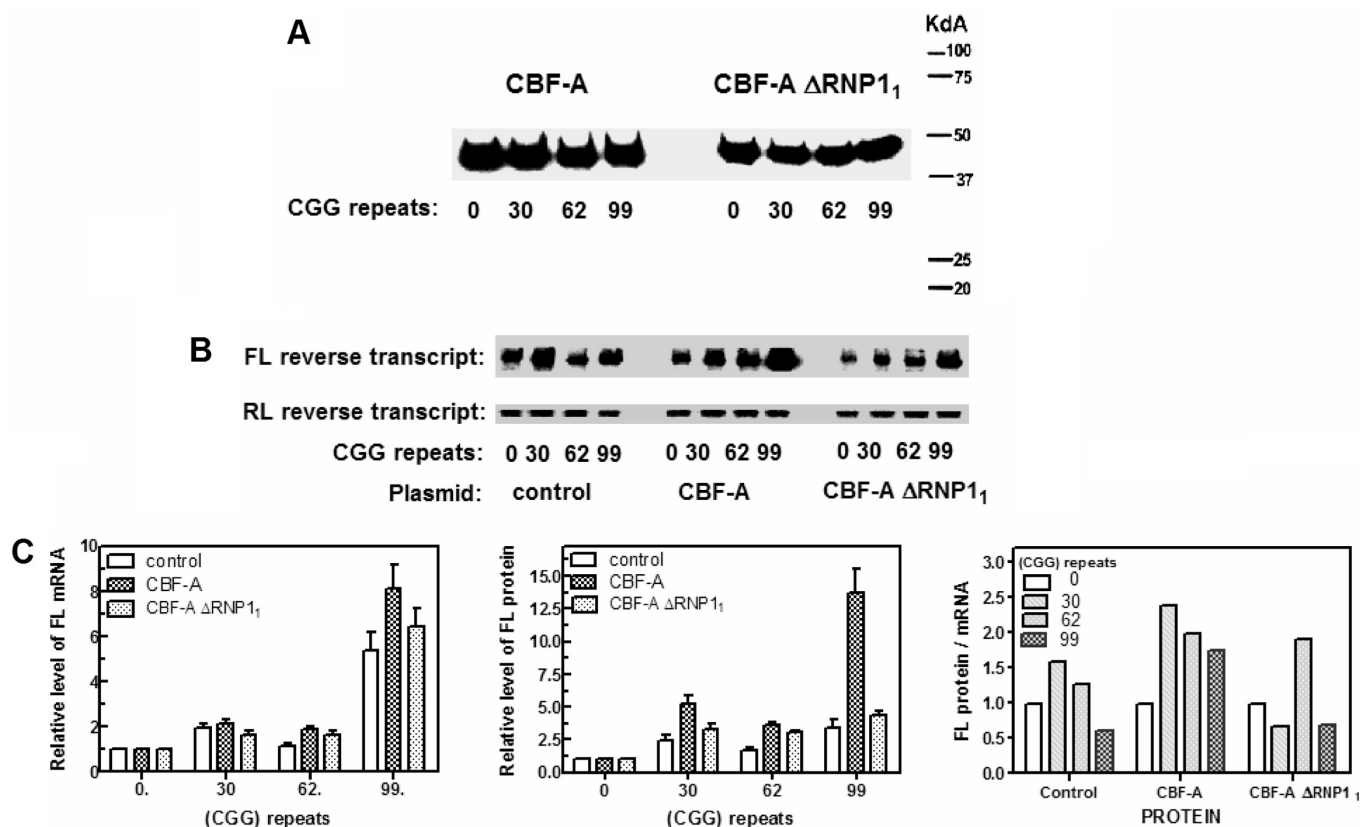 A
KdA
CBF-A
CBF-A ΔRNP1₁
100
75
50
37
25
20
CGG repeats: 0 30 62 99 0 30 62 99
B
FL reverse transcript:
RL reverse transcript:
CGG repeats: 0 30 62 99 0 30 62 99 0 30 62 99
Plasmid: control CBF-A CBF-A ΔRNP1₁
C
Relative level of FL mRNA
10
8
6
4
2
0
control
CBF-A
CBF-A ΔRNP1₁
0. 30 62. 99.
(CGG) repeats
Relative level of FL protein
15.0
12.5
10.0
7.5
5.0
2.5
0.0
control
CBF-A
CBF-A ΔRNP1₁
0 30 62 99
(CGG) repeats
FL protein / mRNA
3.0
2.5
2.0
1.5
1.0
0.5
0.0
(CGG) repeats
0
30
62
99
Control CBF-A CBF-A ΔRNP1₁
PROTEIN